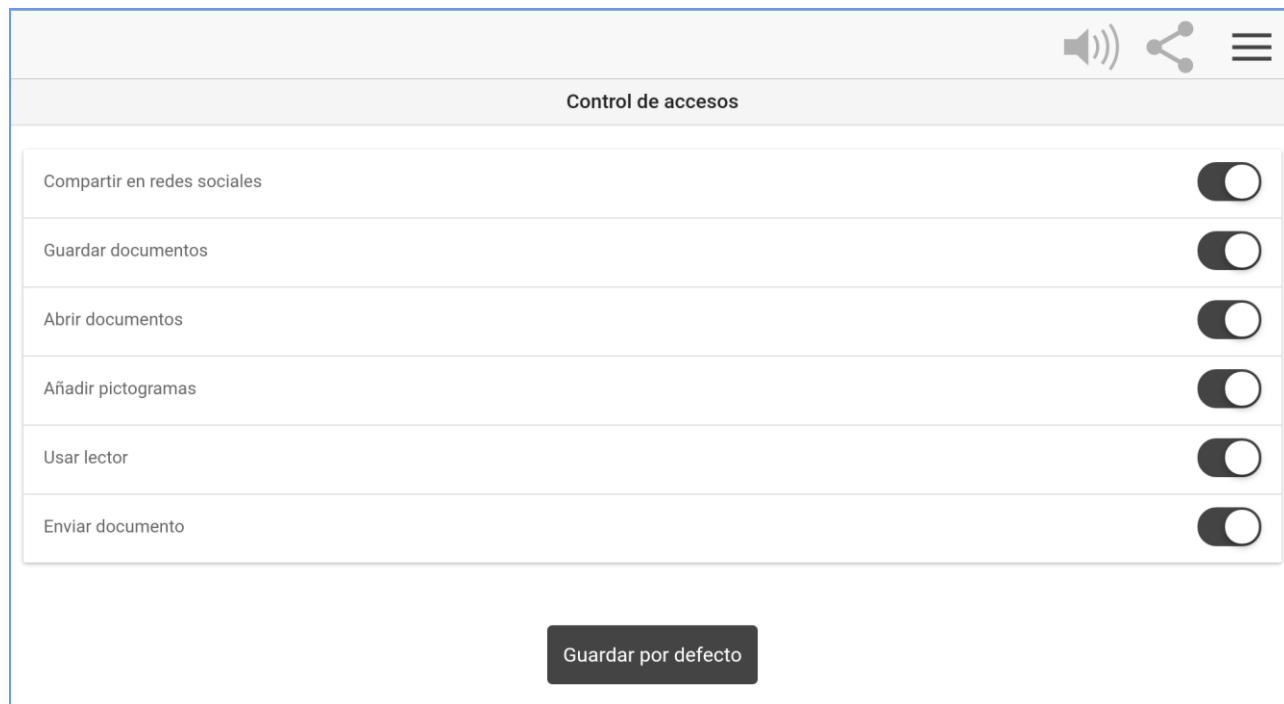 Control de accesos
Compartir en redes sociales
Guardar documentos
Abrir documentos
Añadir pictogramas
Usar lector
Enviar documento
Guardar por defecto